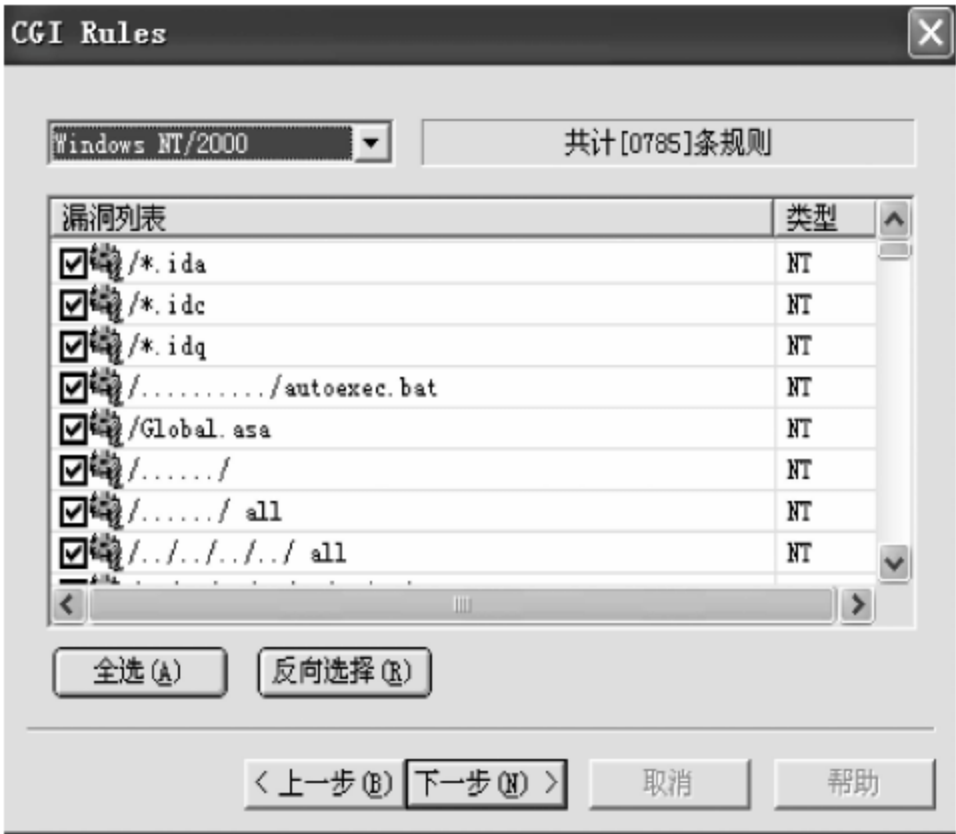 CGI Rules
Windows NT/2000
共计[0785]条规则
漏洞列表 类型
/*.ida NT
/*.idc NT
/*.idq NT
/........../autoexec.bat NT
/Global.asa NT
/....../ NT
/....../ all NT
/../../../../ all NT
全选(A) 反向选择(R)
< 上一步(B) 下一步(N) > 取消 帮助